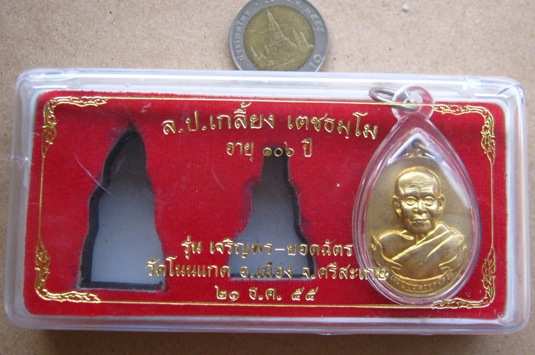 ล.ป.เกลี้ยง เตชธมฺโม
อายุ ๑๐๖ ปี
รุ่น เจริญพร-ยอดฉัตร
วัดโนนแกด อ.เมือง จ.ศรีสะเกษ
๒๑ ธ.ค. ๕๕